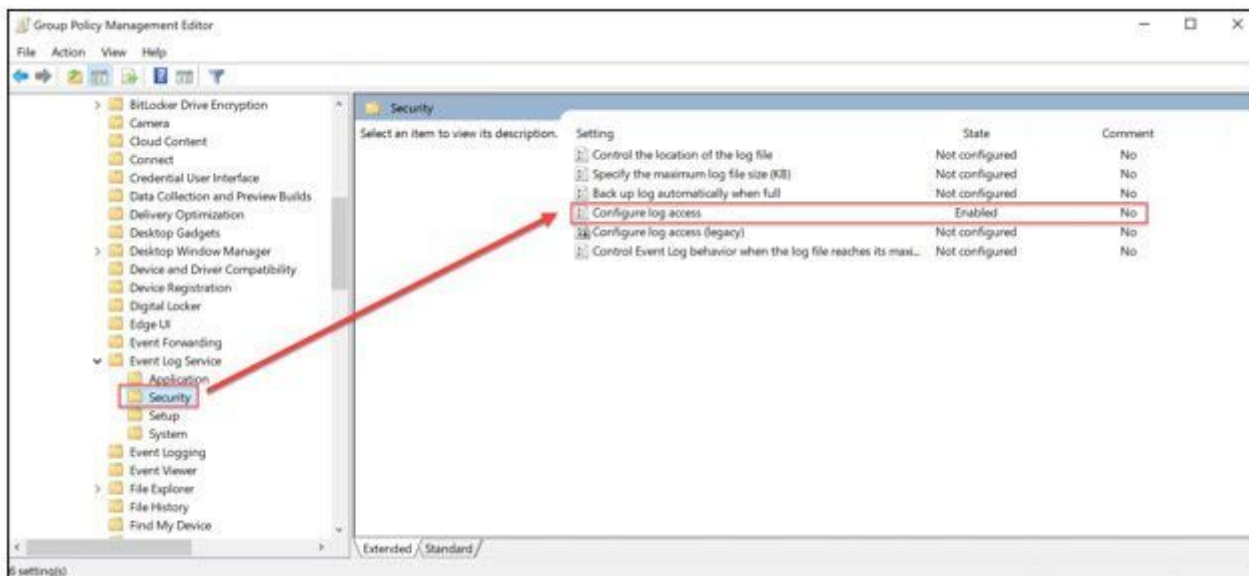 Group Policy Management Editor
File Action View Help
BitLocker Drive Encryption
Camera
Cloud Content
Connect
Credential User Interface
Data Collection and Preview Builds
Delivery Optimization
Desktop Gadgets
Desktop Window Manager
Device and Driver Compatibility
Device Registration
Digital Locker
Edge UI
Event Forwarding
Event Log Service
Application
Security
Setup
System
Event Logging
Event Viewer
File Explorer
File History
Find My Device
Security
Select an item to view its description.
Setting State Comment
Control the location of the log file Not configured No
Specify the maximum log file size (KB) Not configured No
Back up log automatically when full Not configured No
Configure log access Enabled No
Configure log access (legacy) Not configured No
Control Event Log behavior when the log file reaches its maxi... Not configured No
Extended Standard
6 setting(s)